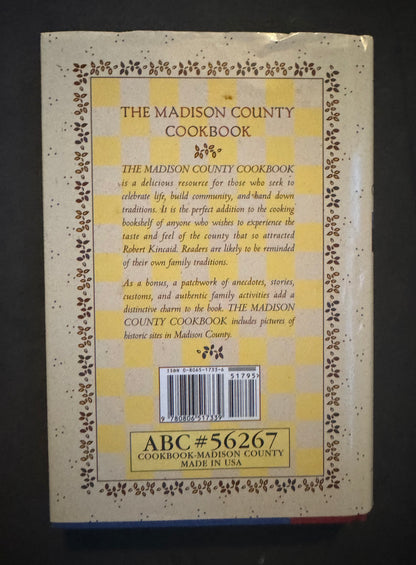 THE MADISON COUNTY
COOKBOOK
THE MADISON COUNTY COOKBOOK
is a delicious resource for those who seek to
celebrate life, build community, and hand down
traditions. It is the perfect addition to the cooking
bookshelf of anyone who wishes to experience the
taste and feel of the county that so attracted
Robert Kincaid. Readers are likely to be reminded
of their own family traditions.
As a bonus, a patchwork of anecdotes, stories,
customs, and authentic family activities add a
distinctive charm to the book. THE MADISON
COUNTY COOKBOOK includes pictures of
historic sites in Madison County.
ISBN 0-8065-1735-6
51795>
9 780806 517359
ABC #56267
COOKBOOK-MADISON COUNTY
MADE IN USA